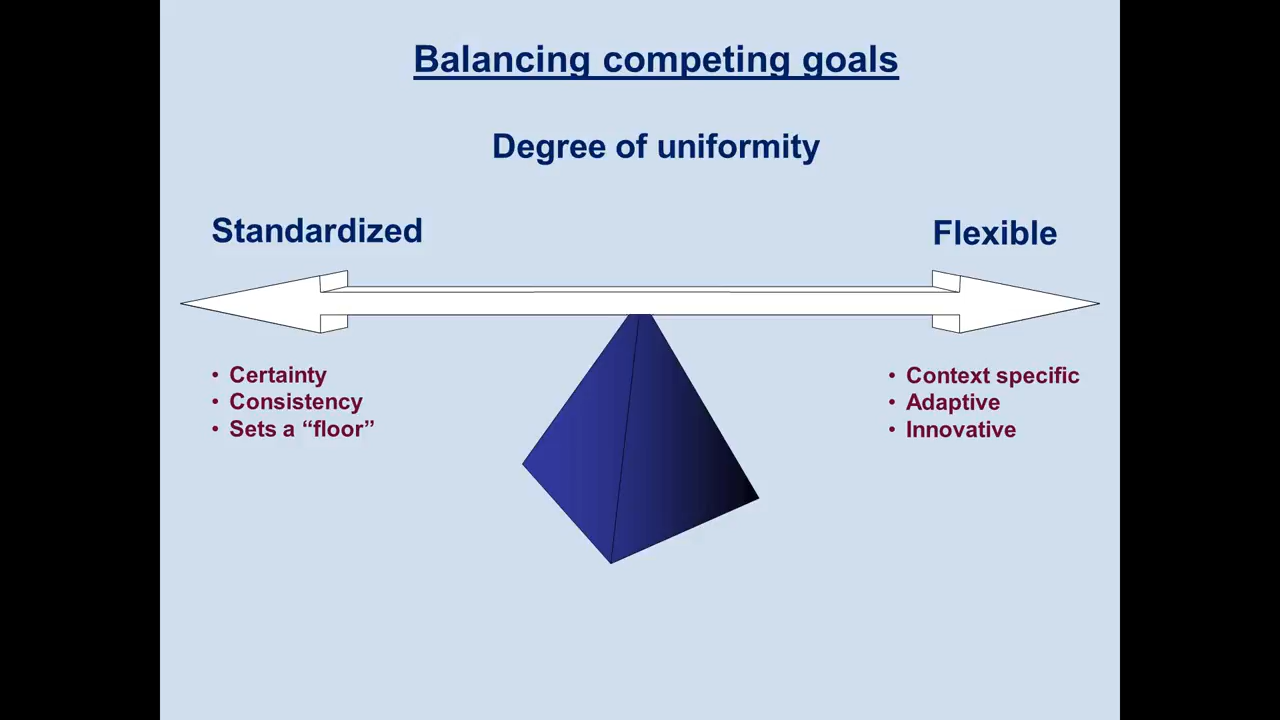 Balancing competing goals
Degree of uniformity
Standardized
Flexible
• Certainty
• Consistency
• Sets a “floor”
• Context specific
• Adaptive
• Innovative